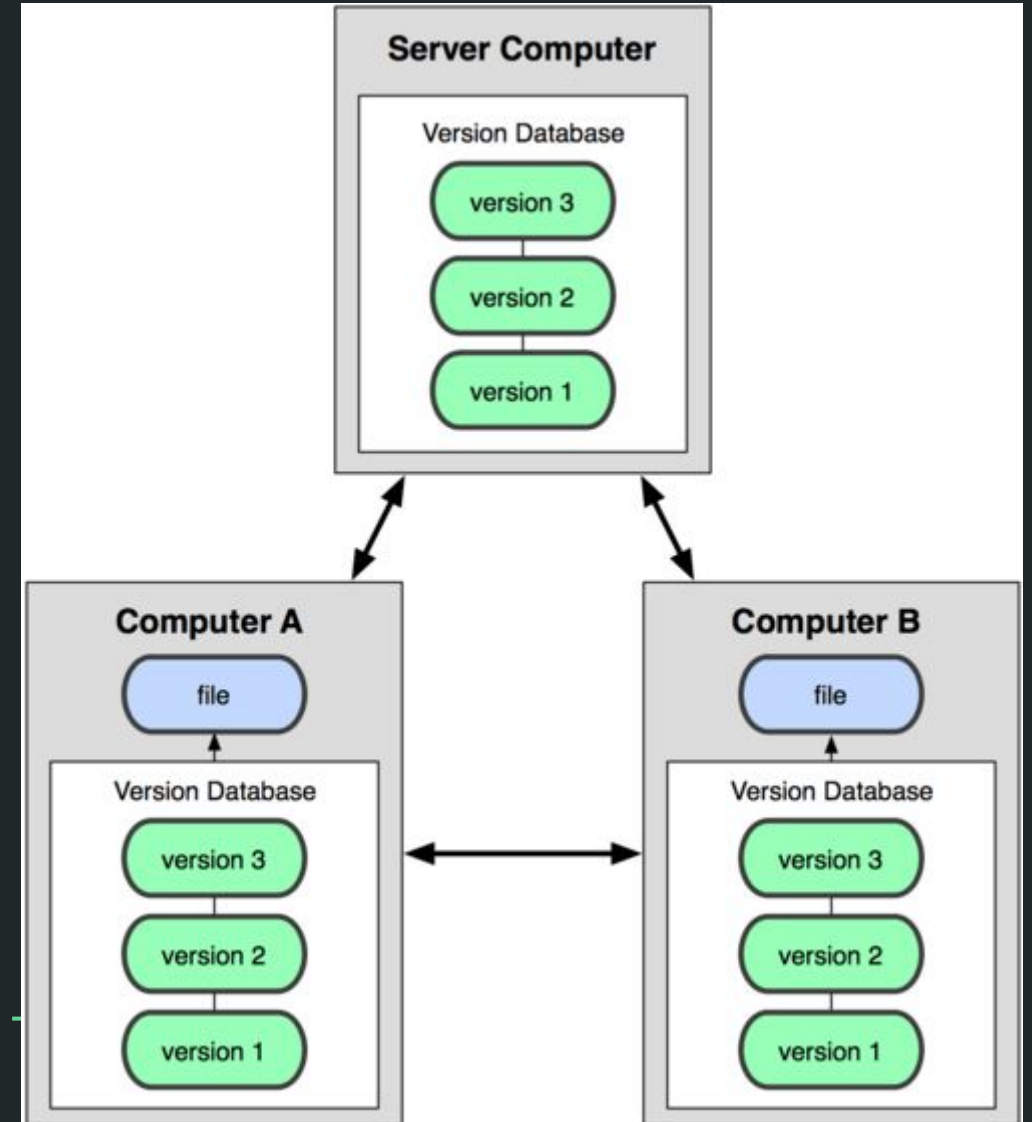 Server Computer
Version Database
version 3
version 2
version 1
Computer A
file
Version Database
version 3
version 2
version 1
Computer B
file
Version Database
version 3
version 2
version 1